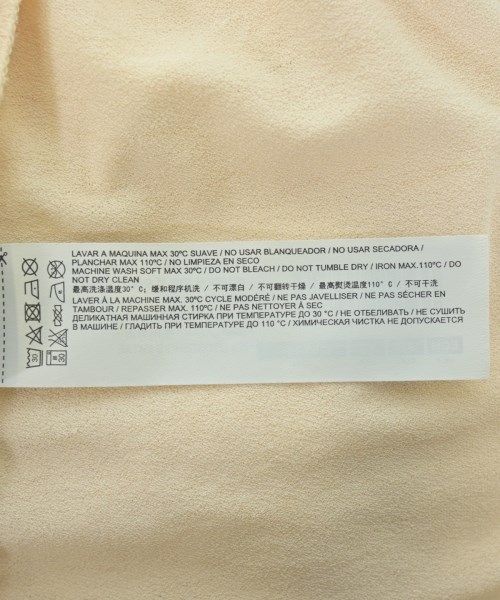 LAVAR A MAQUINA MAX 30ºC SUAVE / NO USAR BLANQUEADOR / NO USAR SECADORA /
PLANCHAR MAX 110ºC / NO LIMPIEZA EN SECO
MACHINE WASH SOFT MAX 30ºC / DO NOT BLEACH / DO NOT TUMBLE DRY / IRON MAX.110ºC / DO
NOT DRY CLEAN
最高洗涤温度30° C; 缓和程序机洗 / 不可漂白 / 不可翻转干燥 / 最高熨烫温度110° C / 不可干洗
LAVER À LA MACHINE MAX. 30ºC CYCLE MODÉRÉ / NE PAS JAVELLISER / NE PAS SÉCHER EN
TAMBOUR / REPASSER MAX. 110ºC / NE PAS NETTOYER À SEC
ДЕЛИКАТНАЯ МАШИННАЯ СТИРКА ПРИ ТЕМПЕРАТУРЕ ДО 30 °C / НЕ ОТБЕЛИВАТЬ / НЕ СУШИТЬ
В МАШИНЕ / ГЛАДИТЬ ПРИ ТЕМПЕРАТУРЕ ДО 110 °C / ХИМИЧЕСКАЯ ЧИСТКА НЕ ДОПУСКАЕТСЯ
30 30